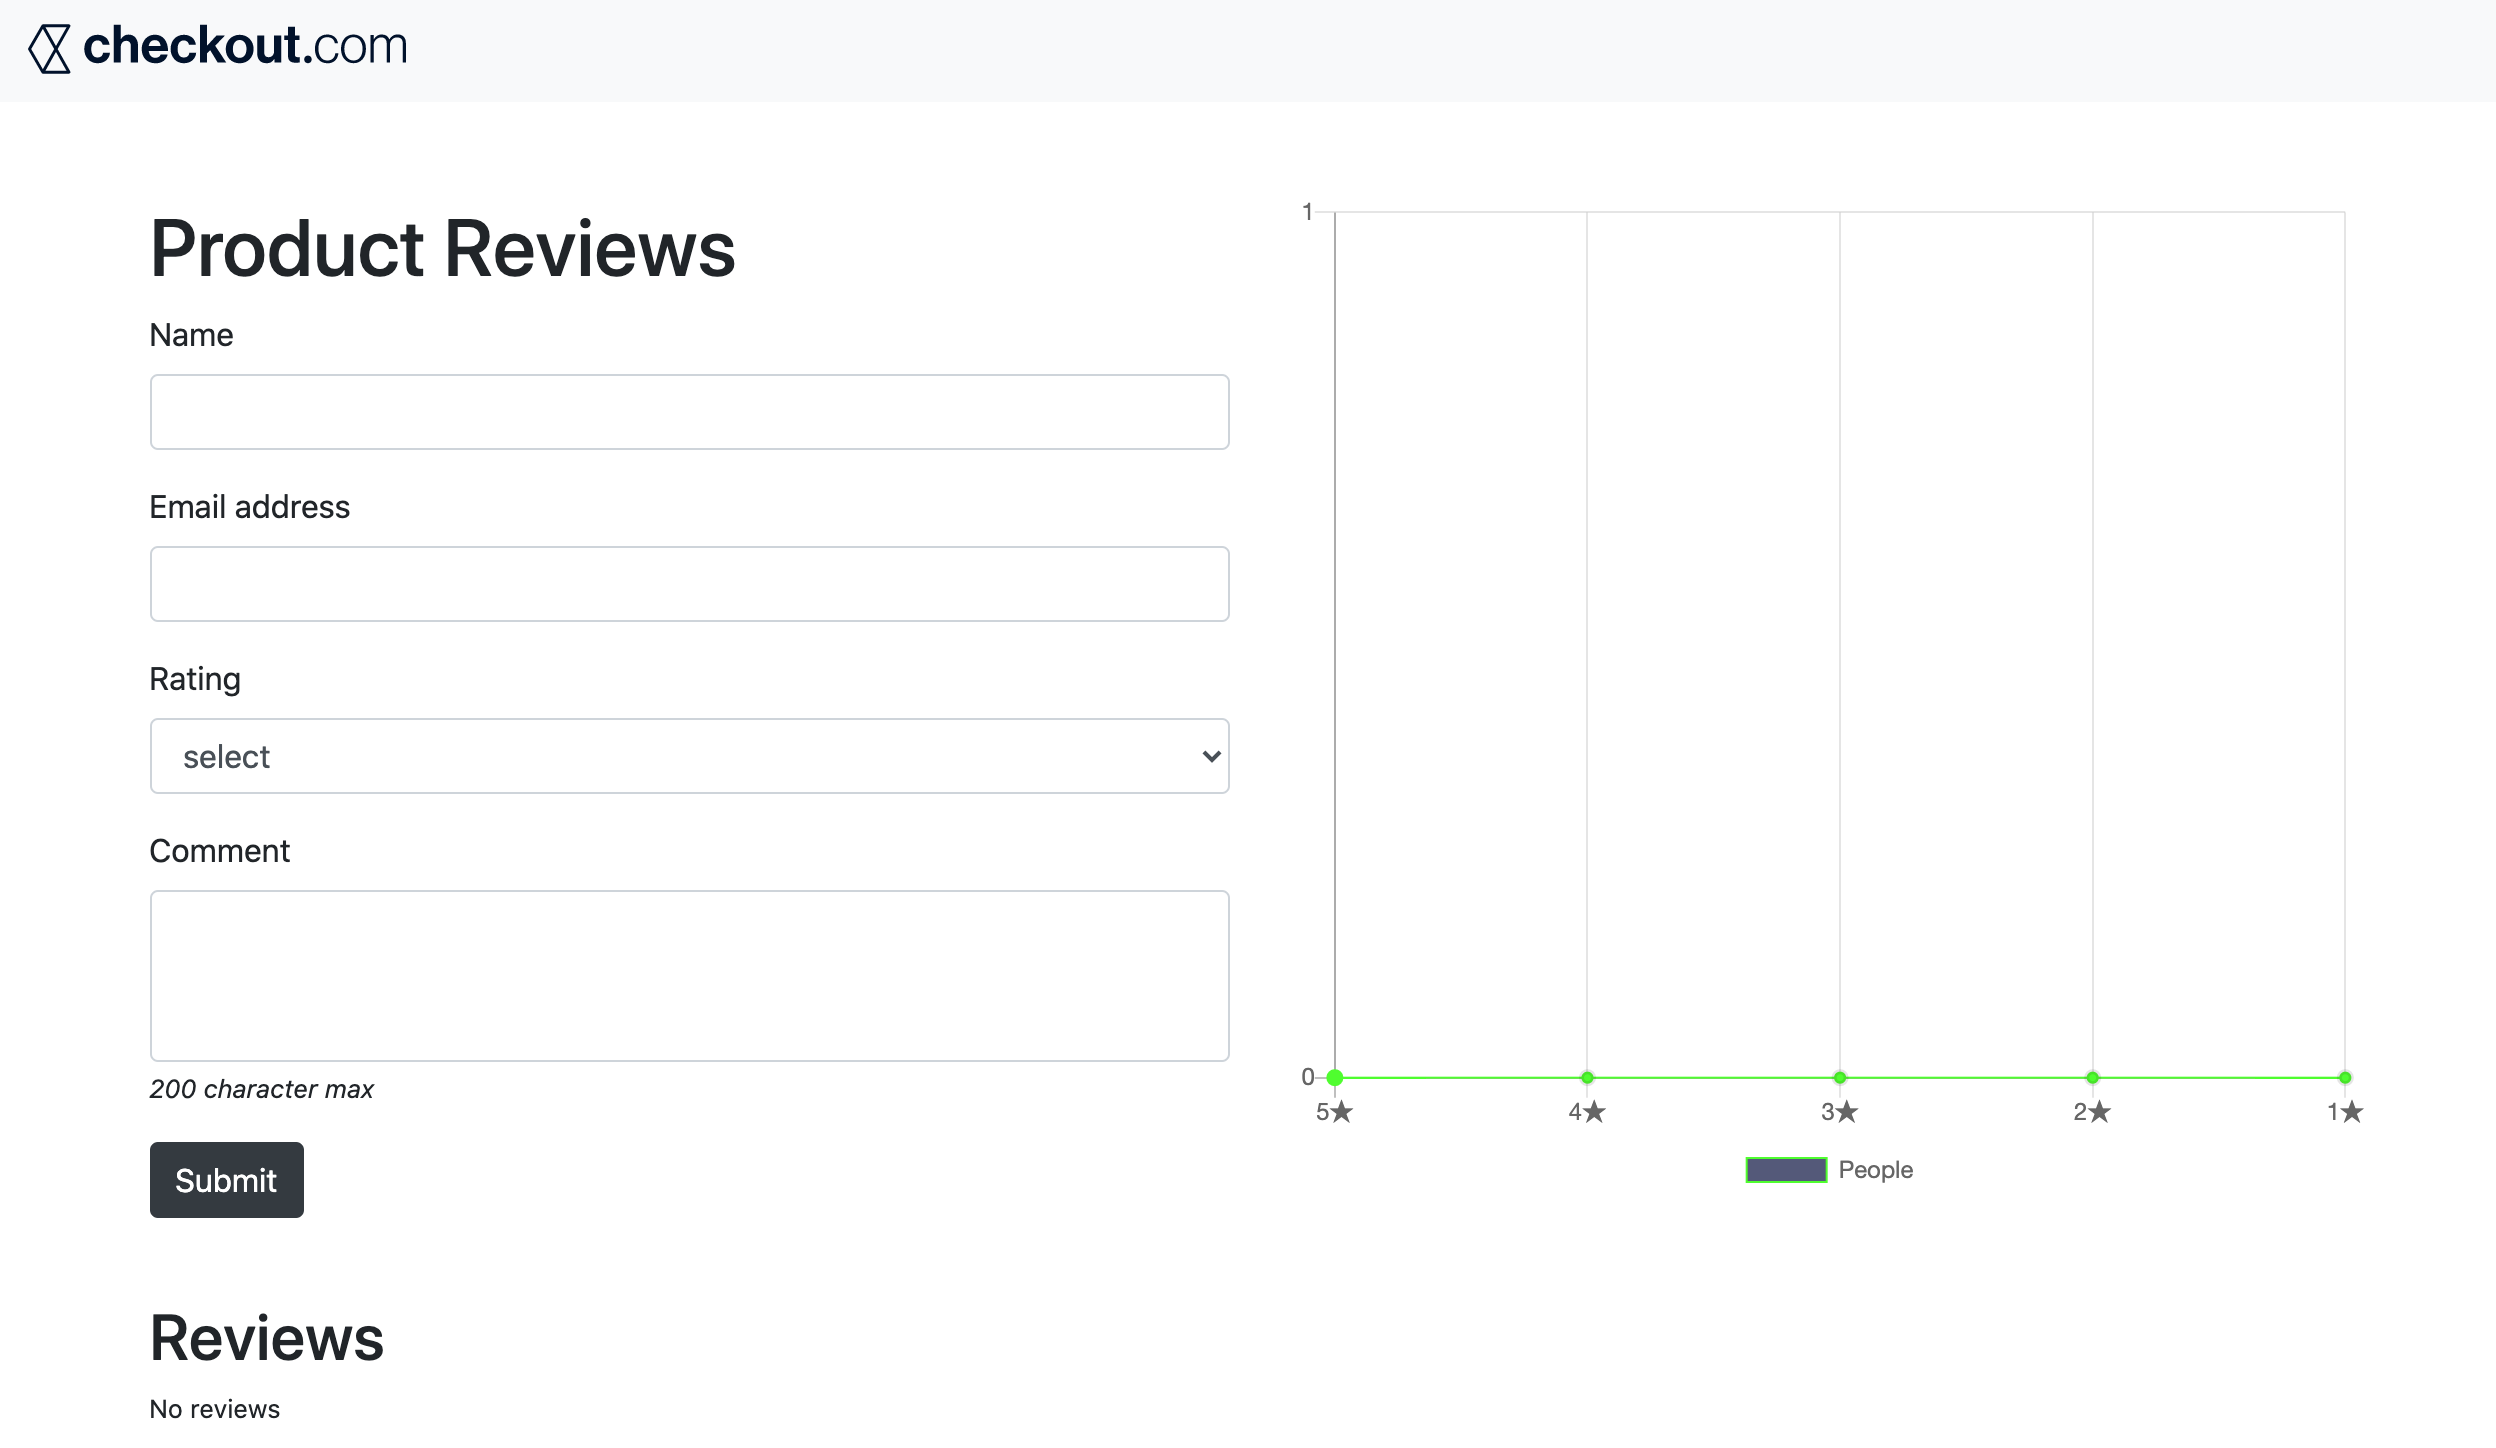 checkout.com
Product Reviews
Name
Email address
Rating
select
Comment
200 character max
Submit
1
0
5★ 4★ 3★ 2★ 1★
People
Reviews
No reviews